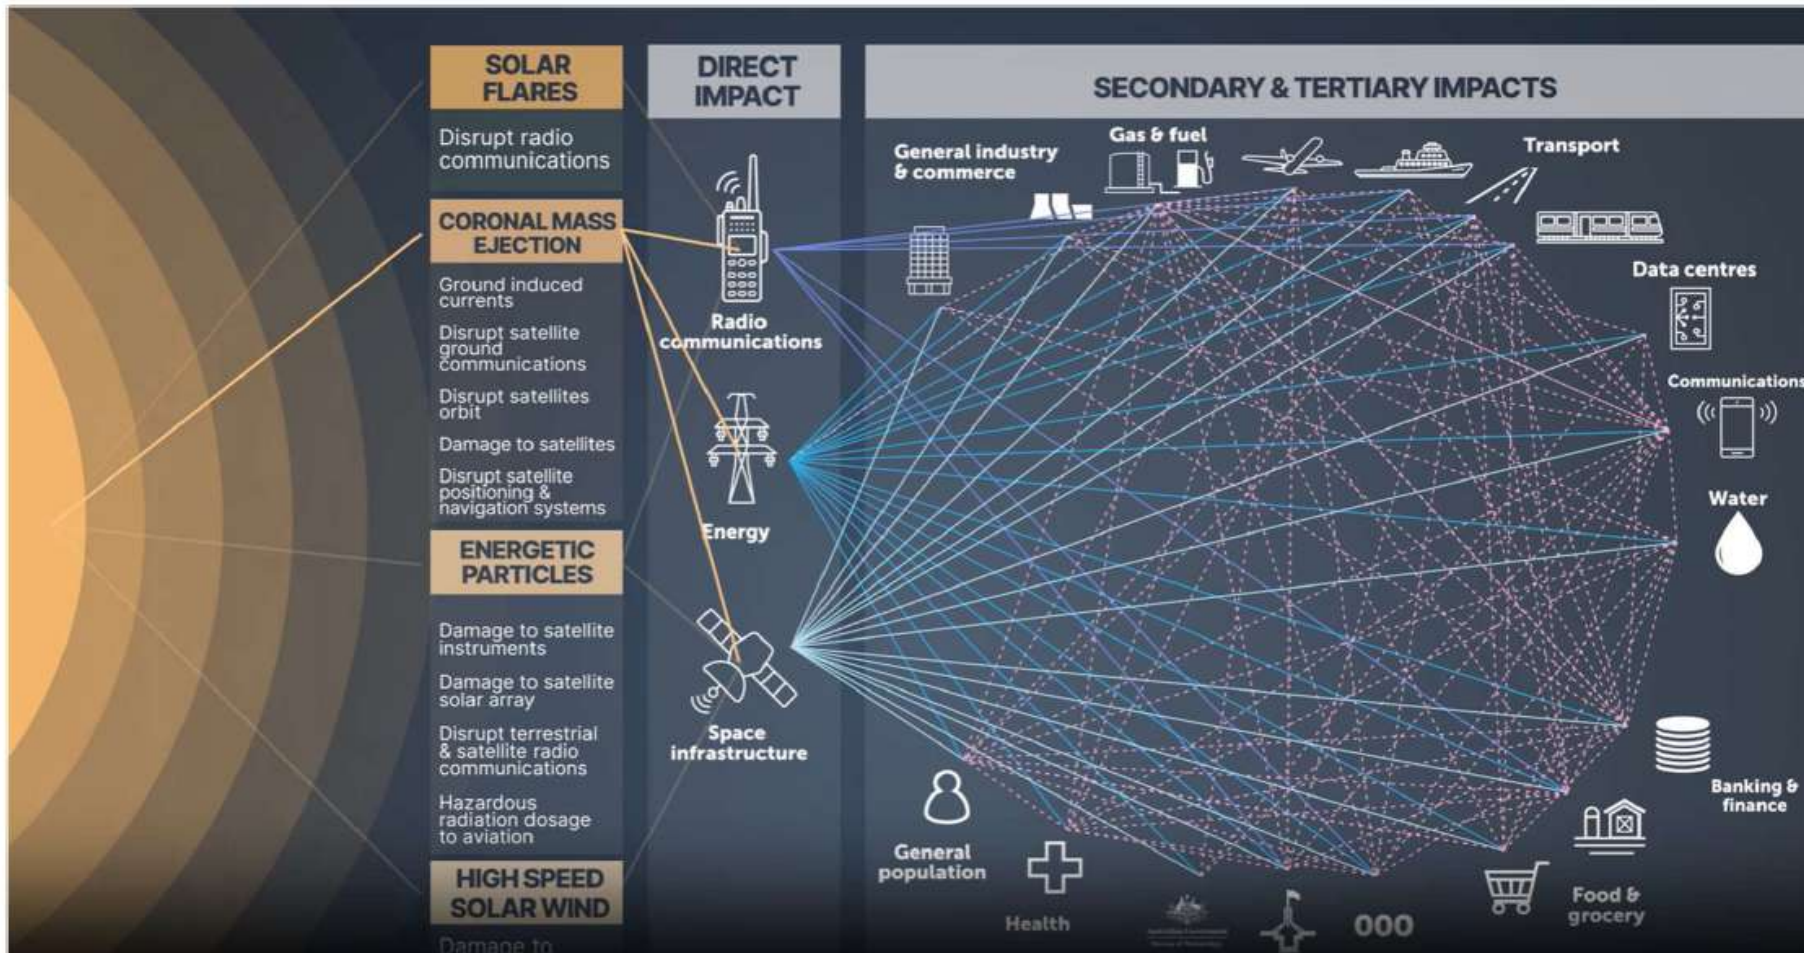 SOLAR
FLARES
Disrupt radio
communications
CORONAL MASS
EJECTION
Ground induced
currents
Disrupt satellite
ground
communications
Disrupt satellites
orbit
Damage to satellites
Disrupt satellite
positioning &
navigation systems
ENERGETIC
PARTICLES
Damage to satellite
instruments
Damage to satellite
solar array
Disrupt terrestrial
& satellite radio
communications
Hazardous
radiation dosage
to aviation
HIGH SPEED
SOLAR WIND
Damage to
DIRECT
IMPACT
Radio
communications
Energy
Space
infrastructure
SECONDARY & TERTIARY IMPACTS
General industry
& commerce
Gas & fuel
Transport
Data centres
Communications
Water
Banking &
finance
Food &
grocery
000
Health
General
population